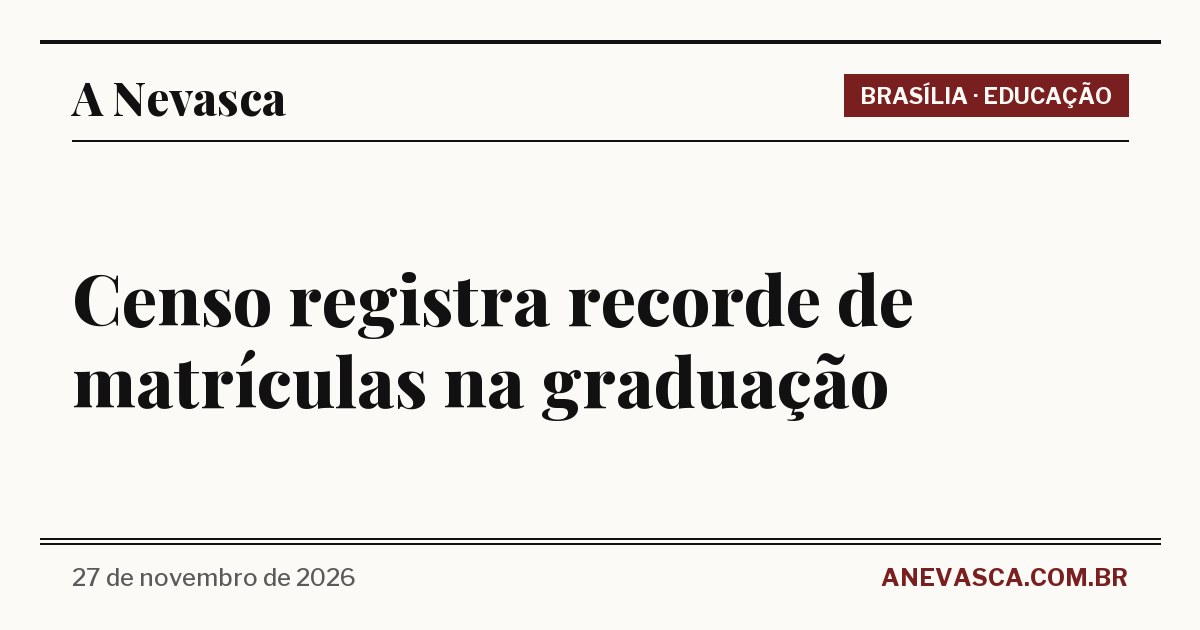 A Nevasca
BRASÍLIA · EDUCAÇÃO
Censo registra recorde de
matrículas na graduação
27 de novembro de 2026
ANEVASCA.COM.BR